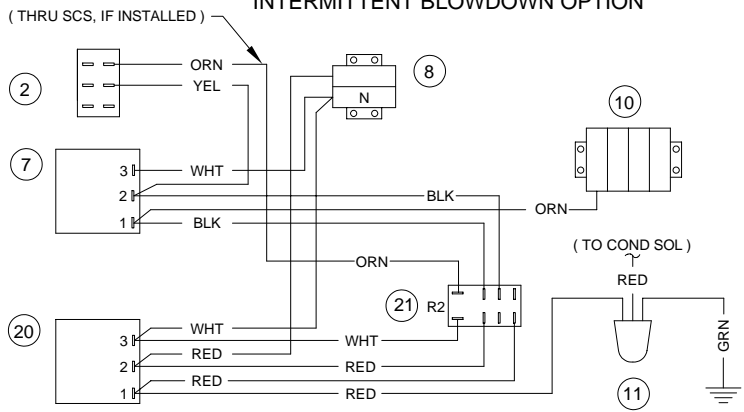 INTERMITTENT BLOWDOWN OPTION
( THRU SCS, IF INSTALLED )
ORN
YEL
2
8
N
10
7
3
WHT
2
BLK
ORN
1
BLK
( TO COND SOL )
ORN
RED
21
R2
20
WHT
3
WHT
GRN
RED
2
RED
RED
1
RED
11